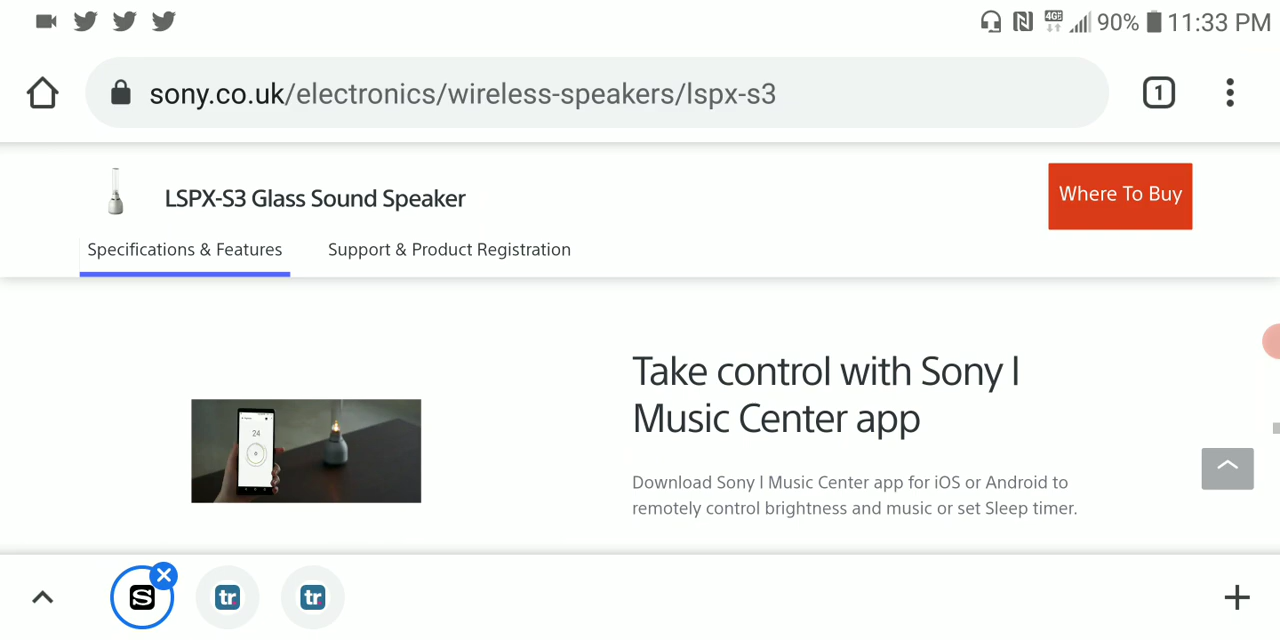 4GB 90% 11:33 PM
sony.co.uk/electronics/wireless-speakers/lspx-s3
1
LSPX-S3 Glass Sound Speaker
Where To Buy
Specifications & Features Support & Product Registration
Take control with Sony l
Music Center app
24
Download Sony l Music Center app for iOS or Android to
remotely control brightness and music or set Sleep timer.
S tr tr